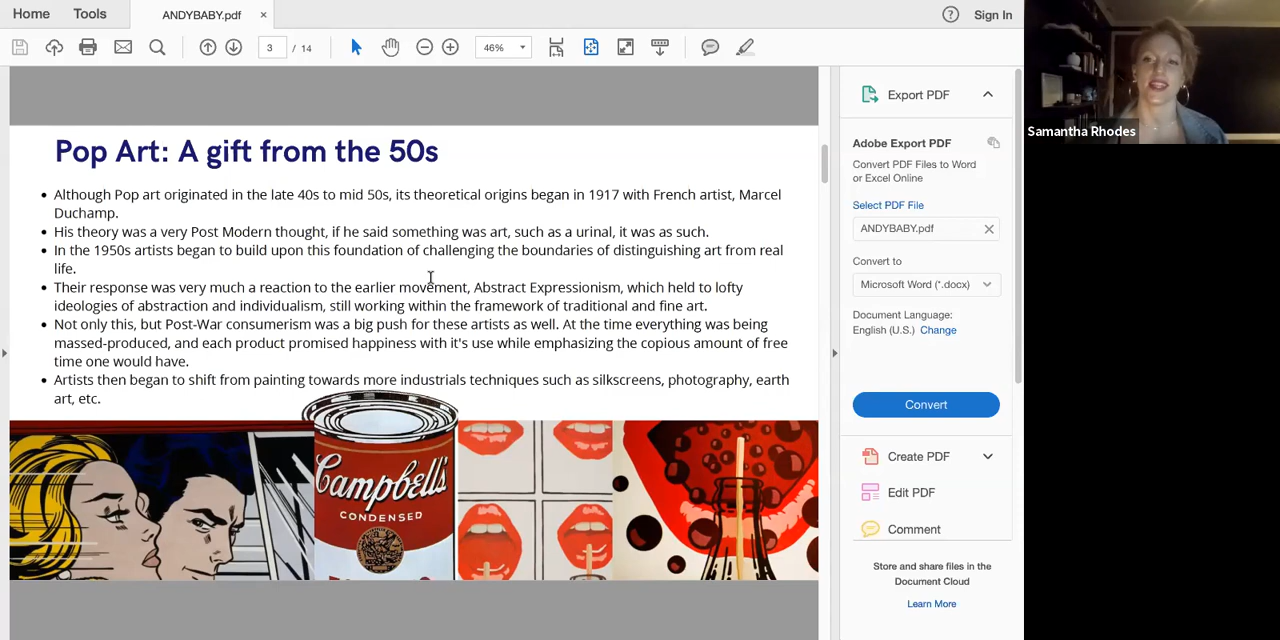 Home
Tools
ANDYBABY.pdf
×
Sign In
3 / 14
46%
Samantha Rhodes
Pop Art: A gift from the 50s
• Although Pop art originated in the late 40s to mid 50s, its theoretical origins began in 1917 with French artist, Marcel
Duchamp.
• His theory was a very Post Modern thought, if he said something was art, such as a urinal, it was as such.
• In the 1950s artists began to build upon this foundation of challenging the boundaries of distinguishing art from real
life.
• Their response was very much a reaction to the earlier movement, Abstract Expressionism, which held to lofty
ideologies of abstraction and individualism, still working within the framework of traditional and fine art.
• Not only this, but Post-War consumerism was a big push for these artists as well. At the time everything was being
massed-produced, and each product promised happiness with it's use while emphasizing the copious amount of free
time one would have.
• Artists then began to shift from painting towards more industrials techniques such as silkscreens, photography, earth
art, etc.
Campbell's
CONDENSED
Export PDF
Adobe Export PDF
Convert PDF Files to Word
or Excel Online
Select PDF File
ANDYBABY.pdf
Convert to
Microsoft Word (*.docx)
Document Language:
English (U.S.) Change
Convert
Create PDF
Edit PDF
Comment
Store and share files in the
Document Cloud
Learn More